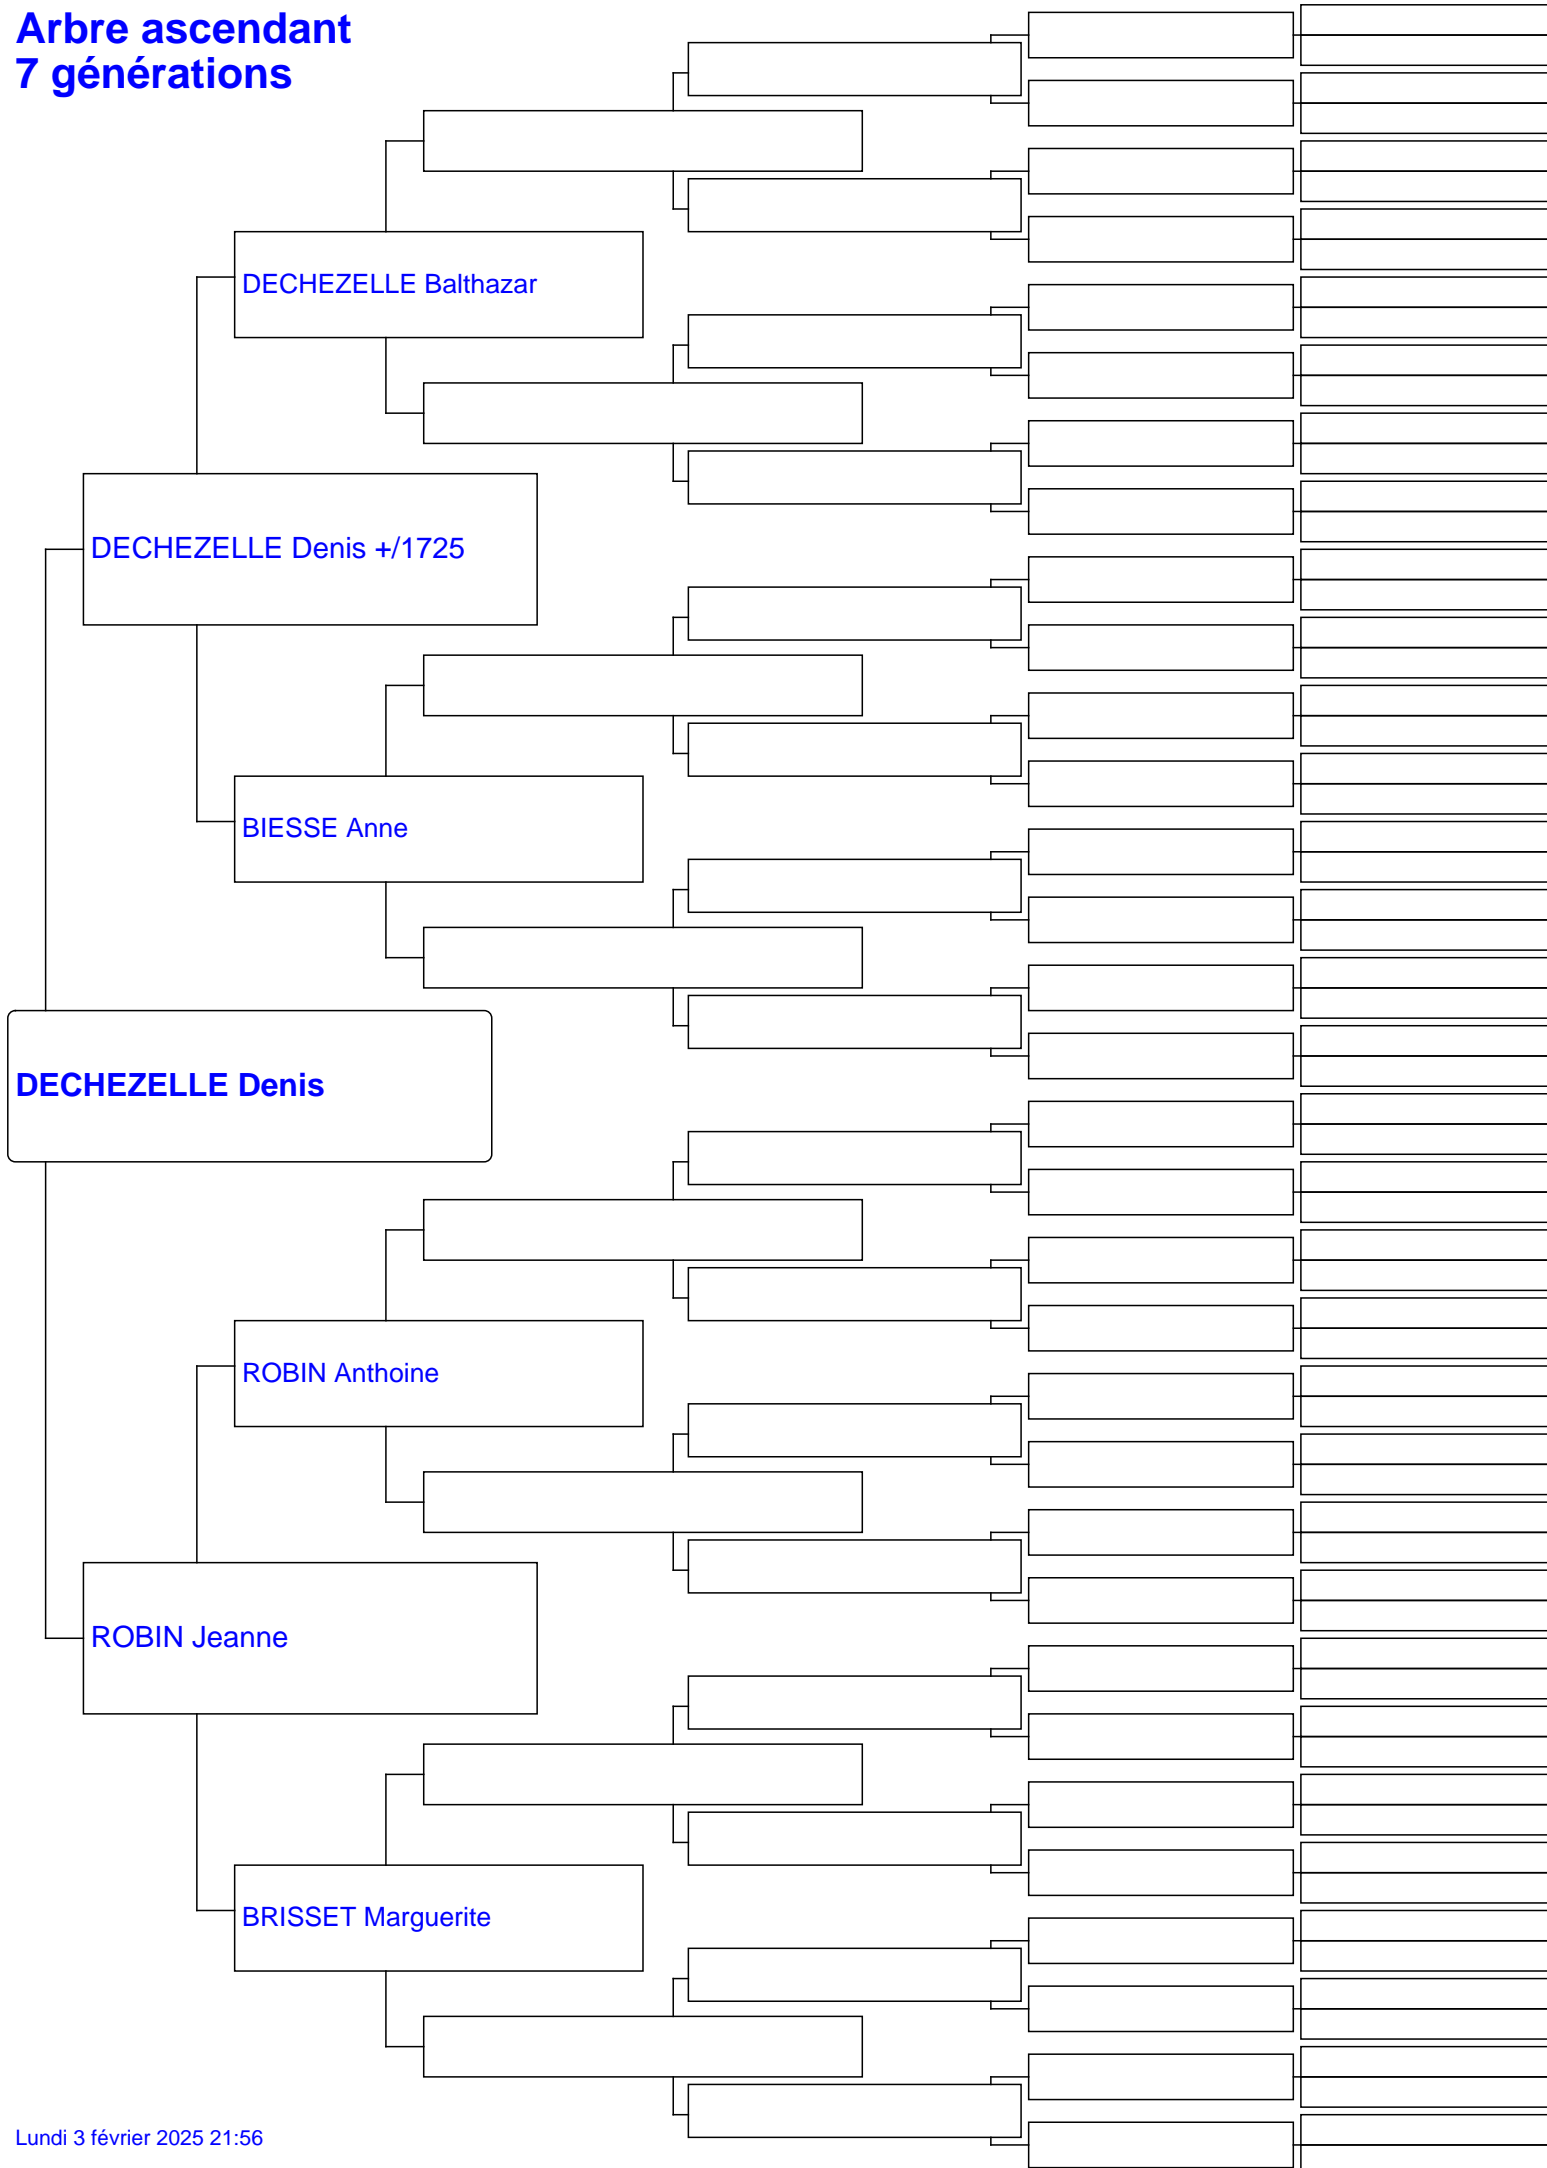 Arbre ascendant
7 générations
DECHEZELLE Balthazar
DECHEZELLE Denis +/1725
BIESSE Anne
DECHEZELLE Denis
ROBIN Anthoine
ROBIN Jeanne
BRISSET Marguerite
Lundi 3 février 2025 21:56